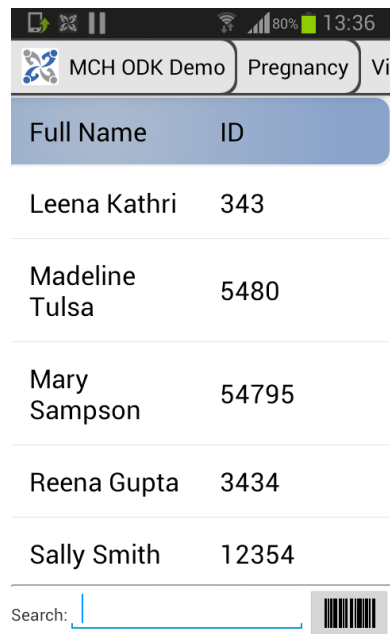 80% 13:36
MCH ODK Demo Pregnancy Vi
Full Name ID
Leena Kathri 343
Madeline
Tulsa 5480
Mary
Sampson 54795
Reena Gupta 3434
Sally Smith 12354
Search: